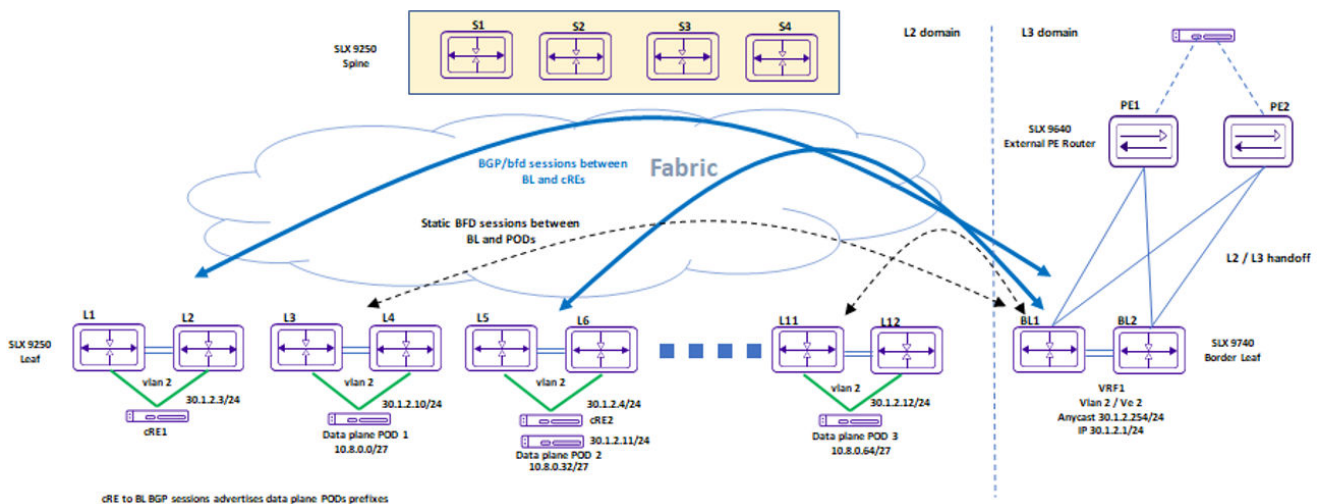 S1
S2
S3
S4
SLX 9250
Spine
L2 domain
L3 domain
PE1
PE2
SLX 9640
External PE Router
BGP/bfd sessions between
BL and cREs
Fabric
Static BFD sessions between
BL and PODs
L2 / L3 handoff
L1
L2
L3
L4
L5
L6
L11
L12
BL1
BL2
SLX 9250
Leaf
SLX 9740
Border Leaf
vlan 2
30.1.2.3/24
cRE1
vlan 2
30.1.2.10/24
Data plane POD 1
10.8.0.0/27
vlan 2
30.1.2.4/24
cRE2
30.1.2.11/24
Data plane POD 2
10.8.0.32/27
vlan 2
30.1.2.12/24
Data plane POD 3
10.8.0.64/27
VRF1
Vlan 2 / Ve 2
Anycast 30.1.2.254/24
IP 30.1.2.1/24
cRE to BL BGP sessions advertises data plane PODs prefixes